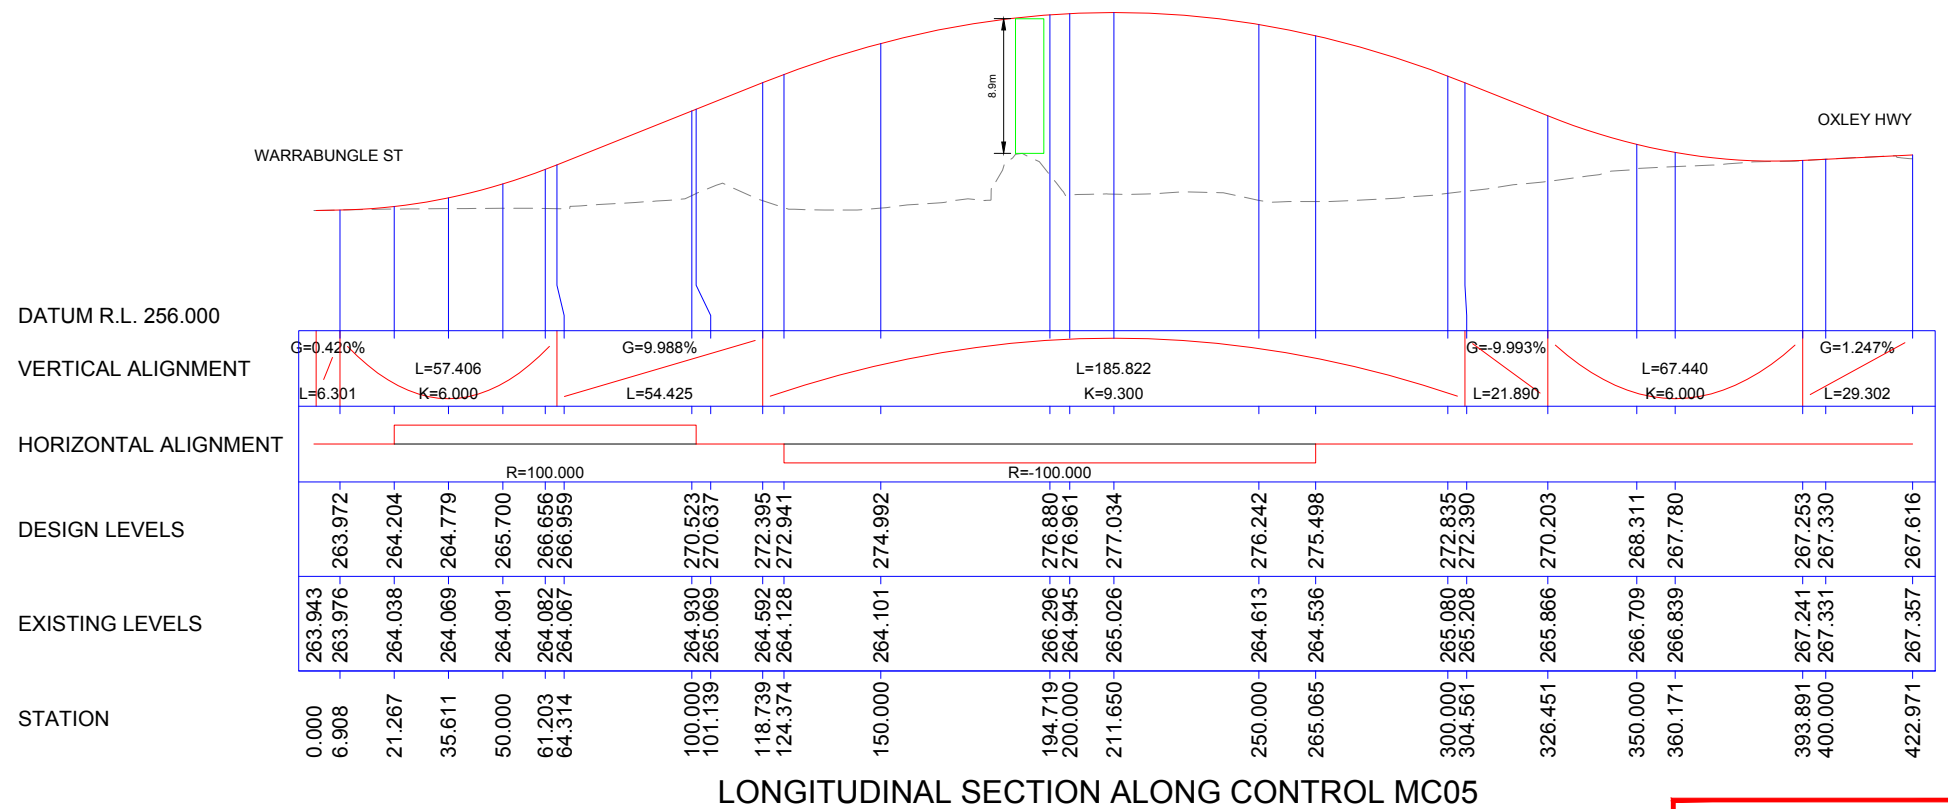 8.9m
WARRABUNGLE ST
OXLEY HWY
DATUM R.L. 256.000
VERTICAL ALIGNMENT
G=0.420% G=9.988% G=-9.993% G=1.247%
L=57.406 L=185.822 L=67.440
L=6.301 K=6.000 L=54.425 K=9.300 L=21.890 K=6.000 L=29.302
HORIZONTAL ALIGNMENT
R=100.000 R=-100.000
DESIGN LEVELS
263.972 264.204 264.779 265.700 266.656 266.959 270.523 270.637 272.395 272.941 274.992 276.880 276.961 277.034 276.242 275.498 272.835 272.390 270.203 268.311 267.780 267.253 267.330 267.616
EXISTING LEVELS
263.943 263.976 264.038 264.069 264.091 264.082 264.067 264.930 265.069 264.592 264.128 264.101 266.296 264.945 265.026 264.613 264.536 265.080 265.208 265.866 266.709 266.839 267.241 267.331 267.357
STATION
0.000 6.908 21.267 35.611 50.000 61.203 64.314 100.000 101.139 118.739 124.374 150.000 194.719 200.000 211.650 250.000 265.065 300.000 304.561 326.451 350.000 360.171 393.891 400.000 422.971
LONGITUDINAL SECTION ALONG CONTROL MC05